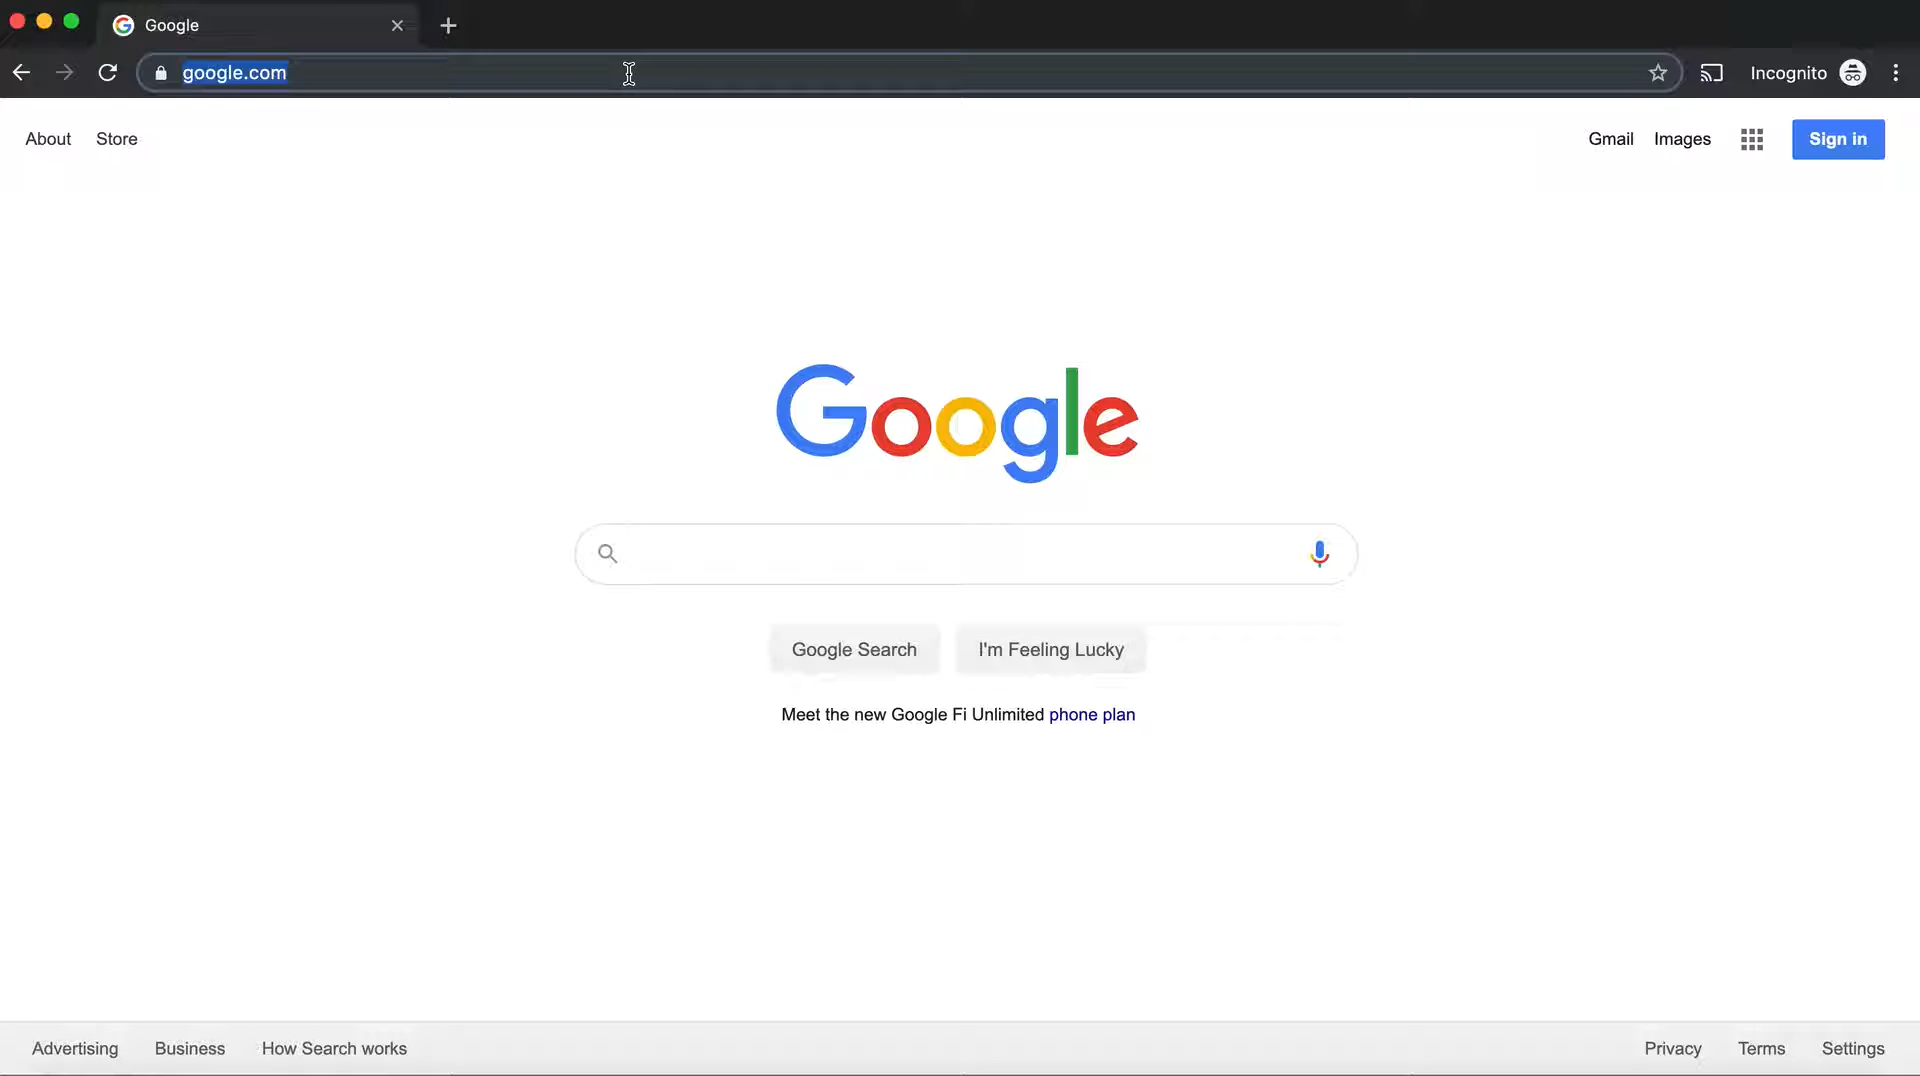 Google
google.com
Incognito
About Store
Gmail Images
Sign in
Google
Google Search
I'm Feeling Lucky
Meet the new Google Fi Unlimited phone plan
Advertising Business How Search works
Privacy Terms Settings